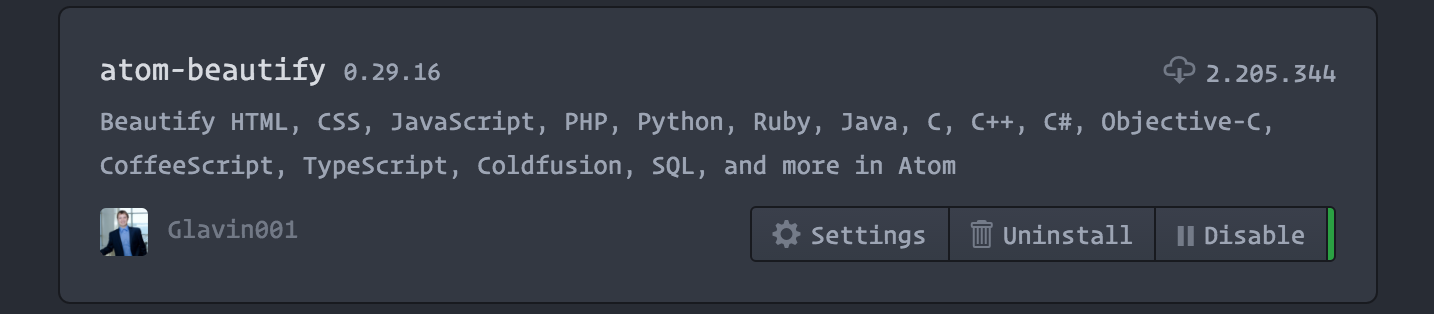 atom-beautify 0.29.16 2.205.344
Beautify HTML, CSS, JavaScript, PHP, Python, Ruby, Java, C, C++, C#, Objective-C,
CoffeeScript, TypeScript, Coldfusion, SQL, and more in Atom
Glavin001 Settings Uninstall Disable